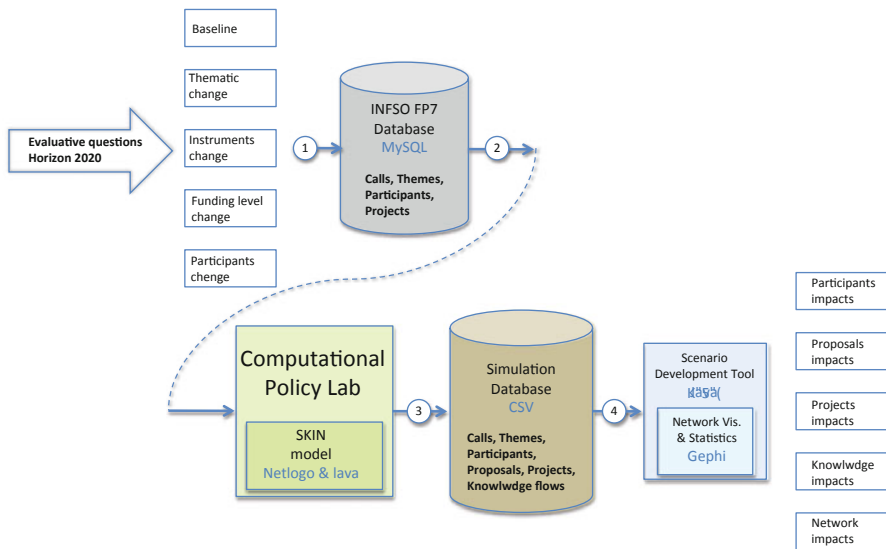 Baseline
Thematic
change
Evaluative questions
Horizon 2020
Instruments
change
Funding level
change
Participants
chenge
1
INFSO FP7
Database
MySQL
Calls, Themes,
Participants,
Projects
2
Computational
Policy Lab
SKIN
model
Netlogo & lava
3
Simulation
Database
CSV
Calls, Themes,
Participants,
Proposals, Projects,
Knowlwdge flows
4
Scenario
Development Tool
Network Vis.
& Statistics
Gephi
Participants
impacts
Proposals
impacts
Projects
impacts
Knowlwdge
impacts
Network
impacts